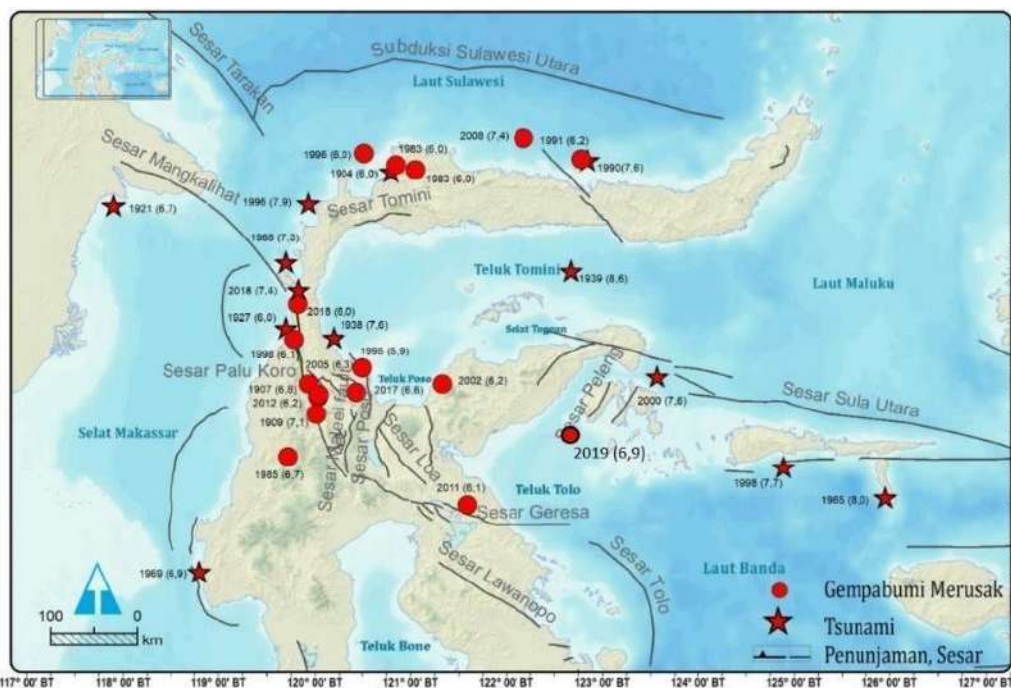 Subduksi Sulawesi Utara
Laut Sulawesi
Sesar Tarakan
2008 (7,4)
1991 (6,2)
1990(7,6)
1996 (6,0)
1983 (6,0)
1904 (6,0)
1983 (6,0)
Sesar Mangkalihat
1921 (6,7)
1996 (7,9)
Sesar Tomini
1968 (7,3)
Teluk Tomini
1939 (8,6)
Laut Maluku
2018 (7,4)
2018 (6,0)
1927 (6,0)
1938 (7,6)
Selat Togean
1998 (6,1)
2005 (6,3)
1995 (5,9)
Sesar Palu Koro
Teluk Poso
2002 (6,2)
Sesar Peleng
2000 (7,6)
Sesar Sula Utara
1907 (6,8)
2017 (6,6)
2012 (6,2)
1909 (7,1)
Sesar Poso
Sesar Loa
Selat Makassar
2019 (6,9)
1985 (6,7)
1998 (7,7)
2011 (6,1)
Teluk Tolo
1965 (8,0)
Sesar Geresa
Sesar Lawanopo
Sesar Tolo
Laut Banda
1969 (6,9)
Teluk Bone
100 0
km
Gempabumi Merusak
Tsunami
Penunjaman, Sesar
117° 00' BT 118° 00' BT 119° 00' BT 120° 00' BT 121° 00' BT 122° 00' BT 123° 00' BT 124° 00' BT 125° 00' BT 126° 00' BT 127° 00' BT